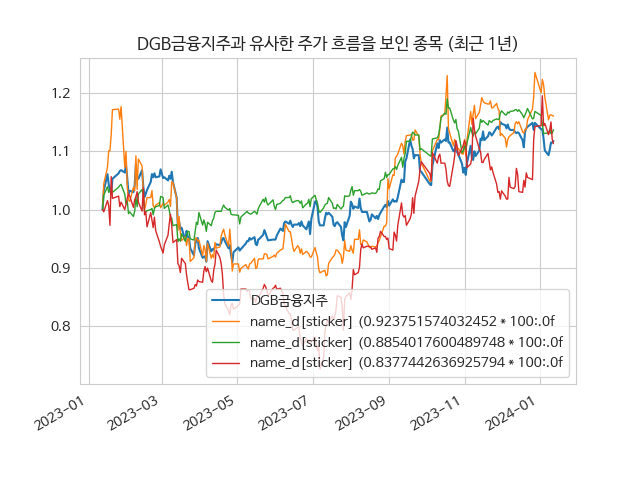 DGB금융지주과 유사한 주가 흐름을 보인 종목 (최근 1년)
1.2
1.1
1.0
0.9
0.8
DGB금융지주
name_d[sticker] (0.923751574032452 * 100:.0f
name_d[sticker] (0.8854017600489748 * 100:.0f
name_d[sticker] (0.8377442636925794 * 100:.0f
2023-01
2023-03
2023-05
2023-07
2023-09
2023-11
2024-01